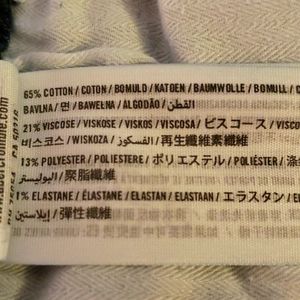 65% COTTON / COTON / BOMULD / KATOEN / BAUMWOLLE / BOMULL /
BAVLNA / 면 / BAWEŁNA / ALGODÃO / القطن /
21% VISCOSE / VISKOSE / VISKOS / VISCOSA / ビスコース /
비스코스 / WISKOZA / الفسكوز / 再生纖維素纖維
13% POLYESTER / POLIESTERE / ポリエステル / POLIÉSTER /
البوليستر / 聚脂纖維
1% ELASTANE / ÉLASTANE / ELASTAN / ELASTAAN / エラスタン /
إيلاستين / 彈性纖維